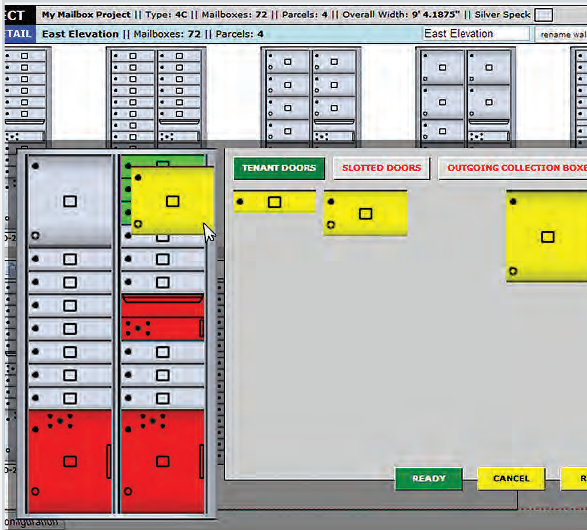 CT My Mailbox Project || Type: 4C || Mailboxes: 72 || Parcels: 4 || Overall Width: 9' 4.1875" || Silver Speck
TAIL East Elevation || Mailboxes: 72 || Parcels: 4 East Elevation rename wal
TENANT DOORS SLOTTED DOORS OUTGOING COLLECTION BOXE
READY CANCEL R
onfiguration